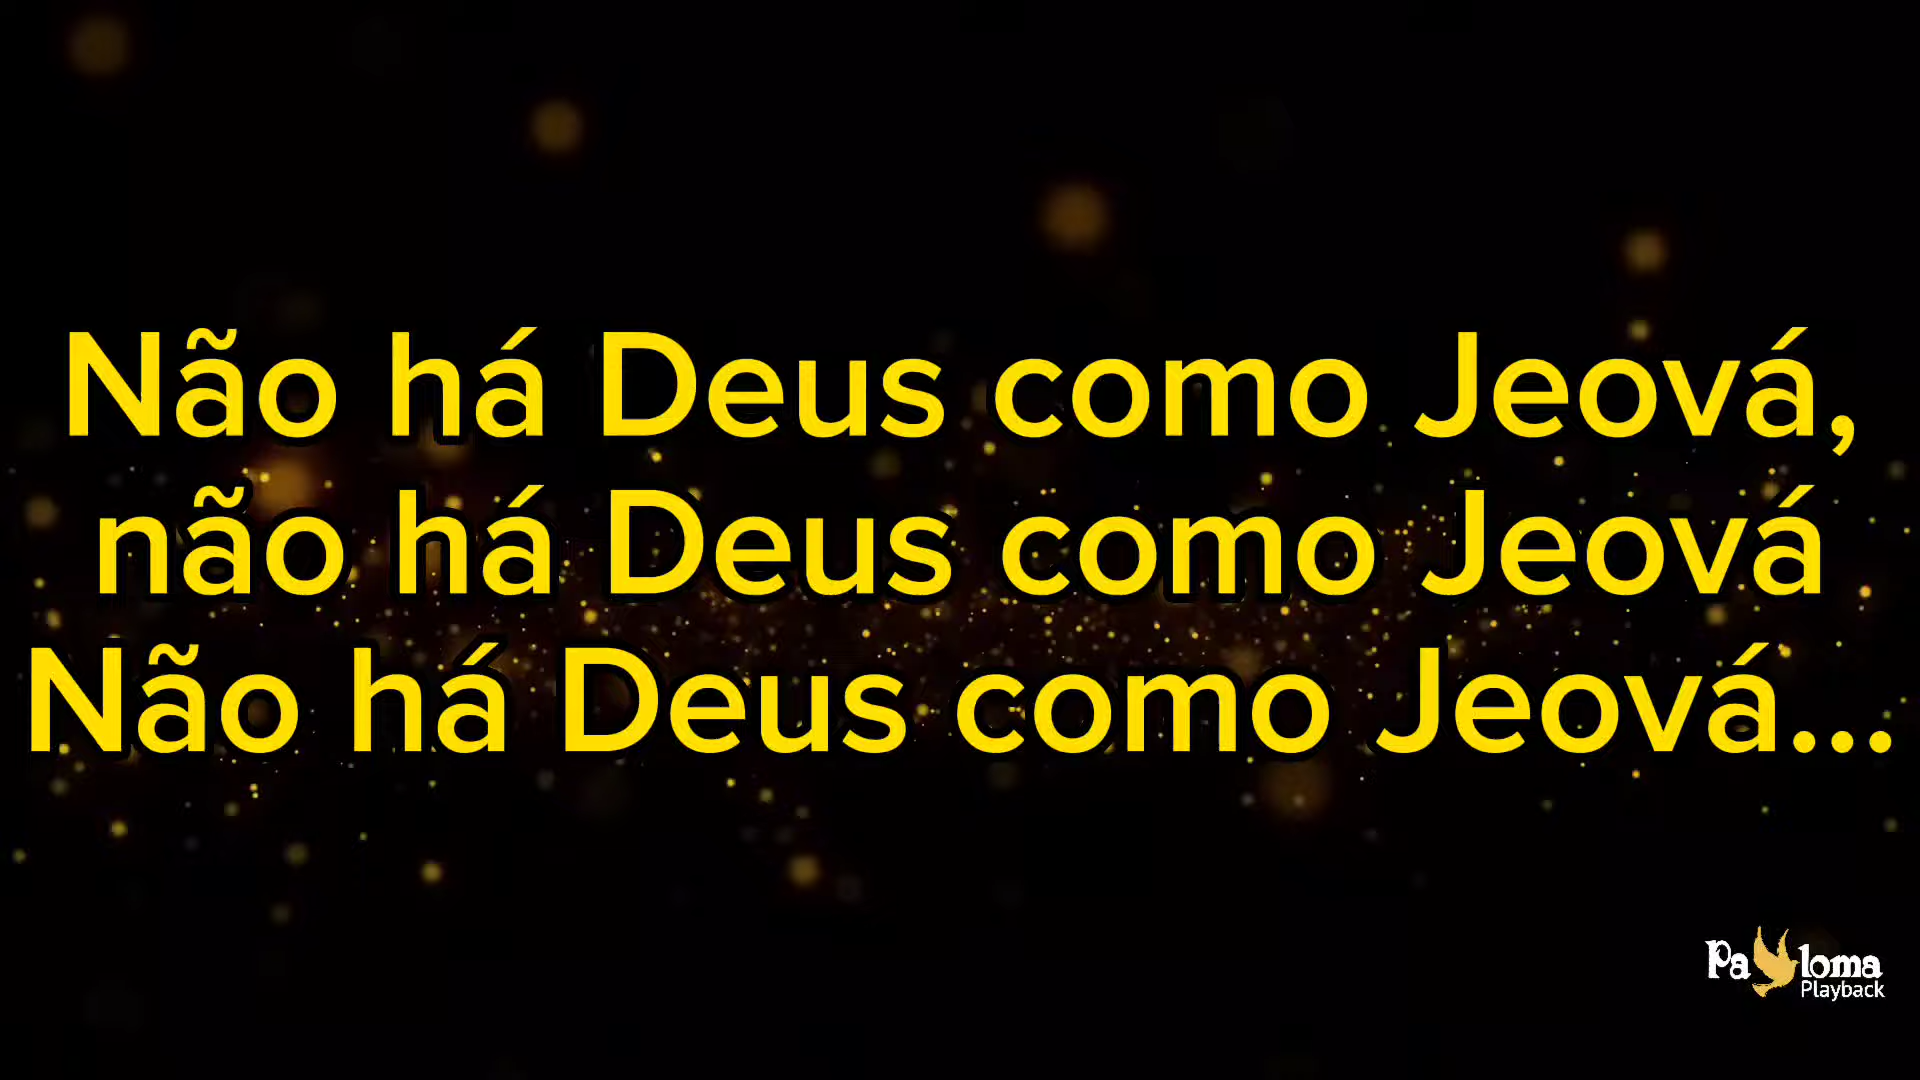 Não há Deus como Jeová,
não há Deus como Jeová
Não há Deus como Jeová...
Paloma
Playback